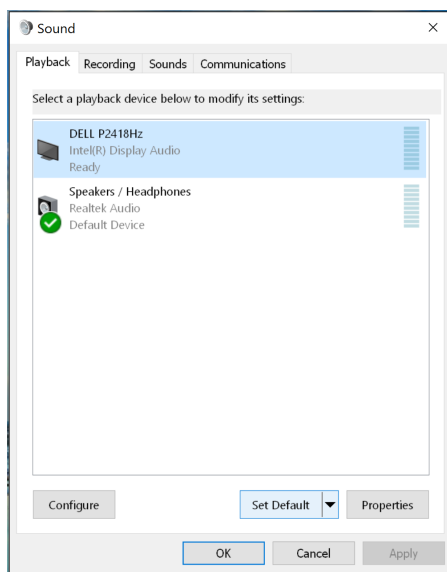 Sound
Playback Recording Sounds Communications
Select a playback device below to modify its settings:
DELL P2418Hz
Intel(R) Display Audio
Ready
Speakers / Headphones
Realtek Audio
Default Device
Configure Set Default Properties
OK Cancel Apply